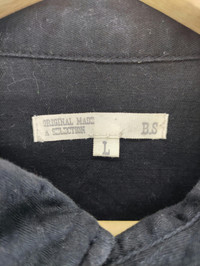 ORIGINAL MADE
& SELECTION
B.S
L